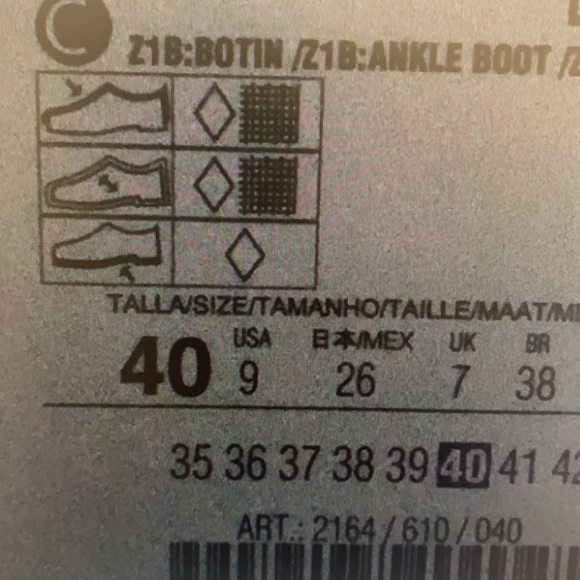 C
Z1B:BOTIN /Z1B:ANKLE BOOT /
TALLA/SIZE/TAMANHO/TAILLE/MAAT/
USA 日本/MEX UK BR
40 9 26 7 38
35 36 37 38 39 40 41 42
ART.: 2164 / 610 / 040